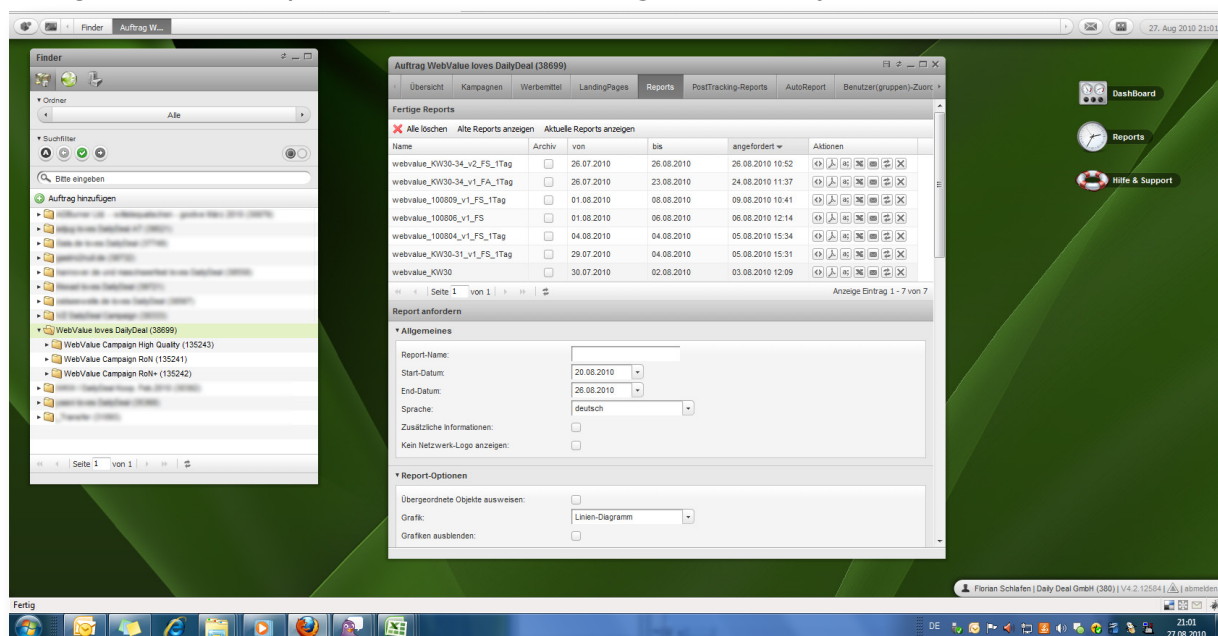 Finder
Auftrag W...
27. Aug 2010 21:01
Finder
Ordner
Alle
Suchfilter
Bitte eingeben
Auftrag hinzufügen
WebValue loves DailyDeal (38699)
WebValue Campaign High Quality (135243)
WebValue Campaign RoN (135241)
WebValue Campaign RoN+ (135242)
Seite 1 von 1
Auftrag WebValue loves DailyDeal (38699)
Übersicht Kampagnen Werbemittel LandingPages Reports PostTracking-Reports AutoReport Benutzer(gruppen)-Zuorc
Fertige Reports
Alle löschen Alte Reports anzeigen Aktuelle Reports anzeigen
Name Archiv von bis angefordert Aktionen
webvalue_KW30-34_v2_FS_1Tag 26.07.2010 26.08.2010 26.08.2010 10:52
webvalue_KW30-34_v1_FA_1Tag 26.07.2010 23.08.2010 24.08.2010 11:37
webvalue_100809_v1_FS_1Tag 01.08.2010 08.08.2010 09.08.2010 10:41
webvalue_100806_v1_FS 01.08.2010 06.08.2010 06.08.2010 12:14
webvalue_100804_v1_FS_1Tag 04.08.2010 04.08.2010 05.08.2010 15:34
webvalue_KW30-31_v1_FS_1Tag 29.07.2010 04.08.2010 05.08.2010 15:31
webvalue_KW30 30.07.2010 02.08.2010 03.08.2010 12:09
Seite 1 von 1 Anzeige Eintrag 1 - 7 von 7
Report anfordern
Allgemeines
Report-Name:
Start-Datum: 20.08.2010
End-Datum: 26.08.2010
Sprache: deutsch
Zusätzliche Informationen:
Kein Netzwerk-Logo anzeigen:
Report-Optionen
Übergeordnete Objekte ausweisen:
Grafik: Linien-Diagramm
Grafiken ausblenden:
DashBoard
Reports
Hilfe & Support
Florian Schlafen | Daily Deal GmbH (380) | V4.2.12584 | abmelden
Fertig
DE
21:01
27.08.2010